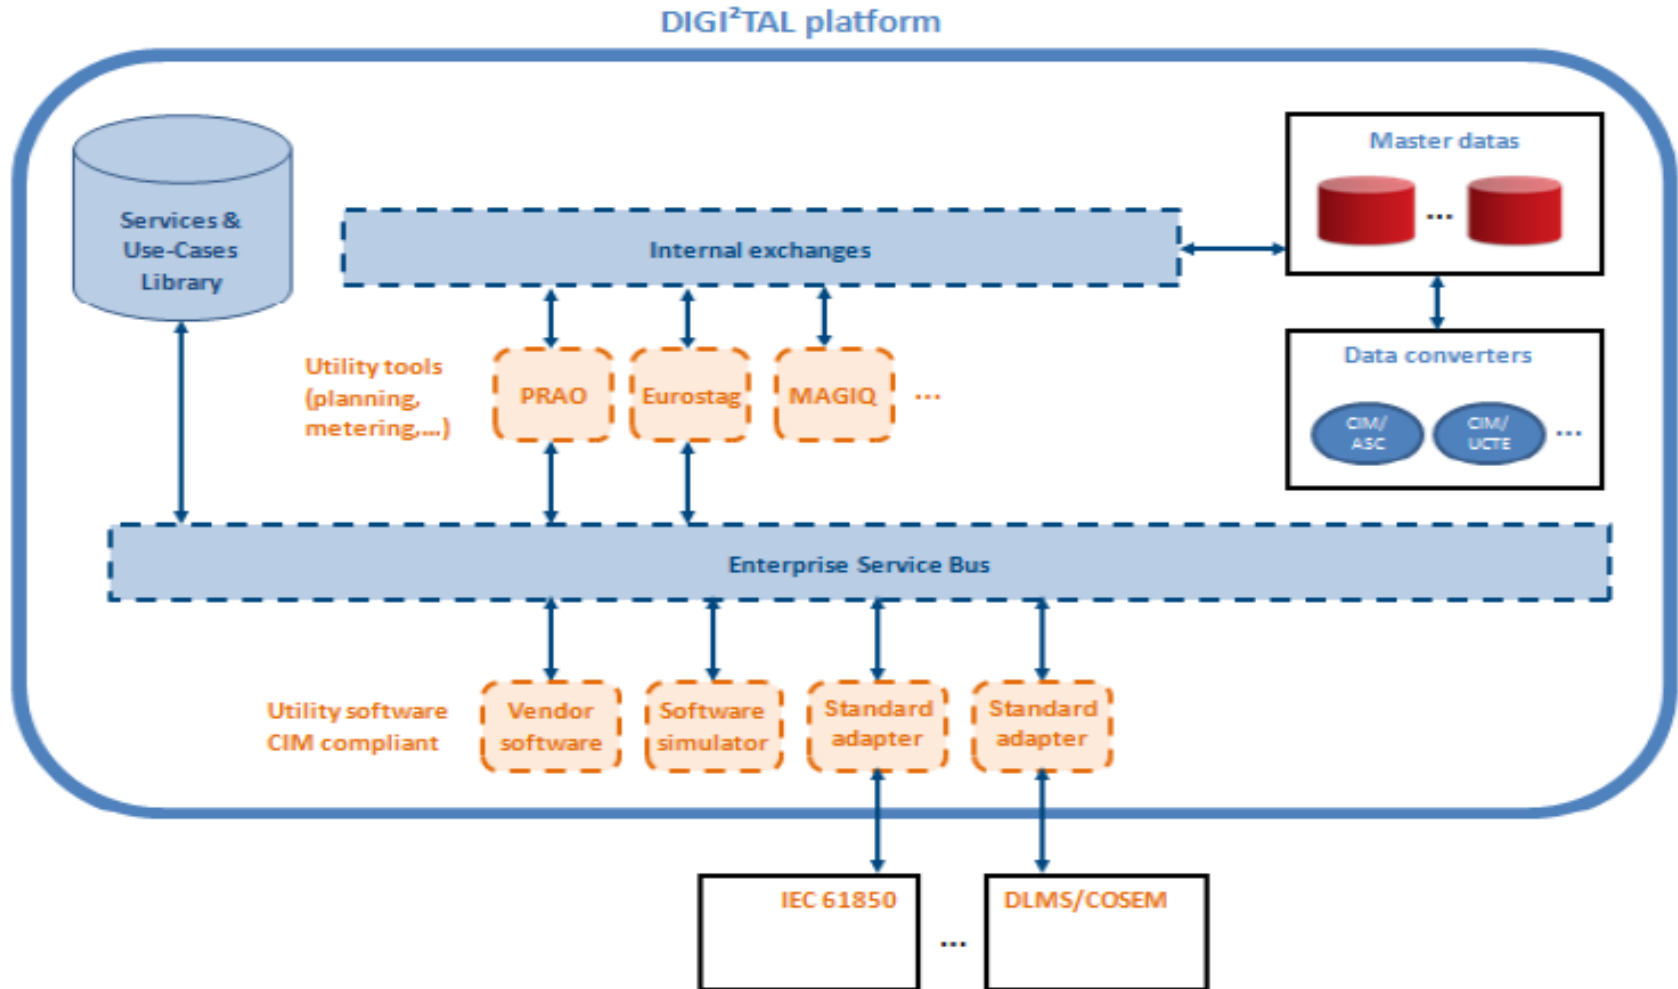 DIGI²TAL platform
Services &
Use-Cases
Library
Internal exchanges
Master datas
...
Utility tools
(planning,
metering,...)
PRAO
Eurostag
MAGIQ
...
Data converters
CIM/
ASC
CIM/
UCTE
...
Enterprise Service Bus
Utility software
CIM compliant
Vendor
software
Software
simulator
Standard
adapter
Standard
adapter
IEC 61850
...
DLMS/COSEM